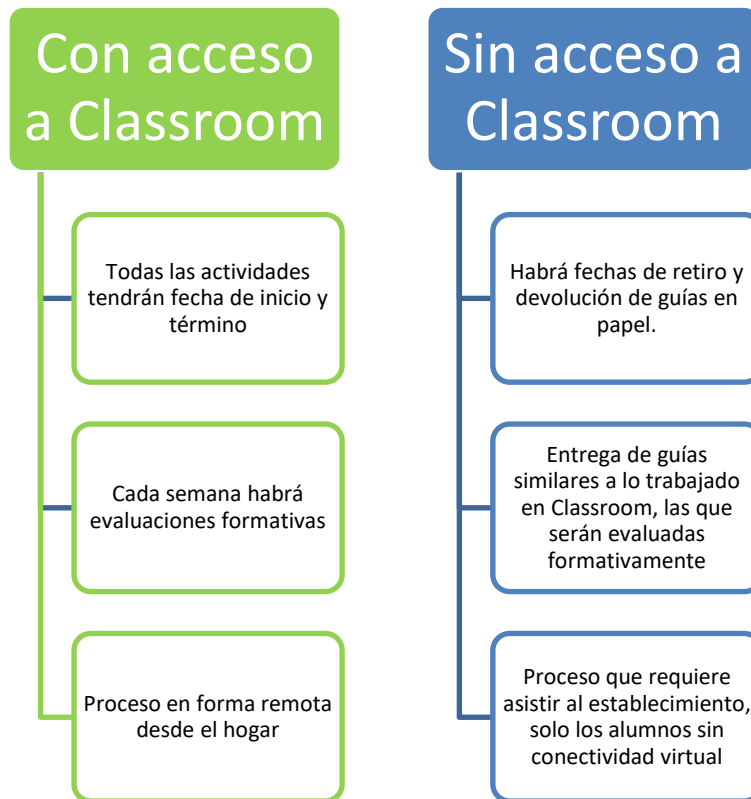 Con acceso
a Classroom
Todas las actividades
tendrán fecha de inicio y
término
Cada semana habrá
evaluaciones formativas
Proceso en forma remota
desde el hogar
Sin acceso a
Classroom
Habrá fechas de retiro y
devolución de guías en
papel.
Entrega de guías
similares a lo trabajado
en Classroom, las que
serán evaluadas
formativamente
Proceso que requiere
asistir al establecimiento,
solo los alumnos sin
conectividad virtual